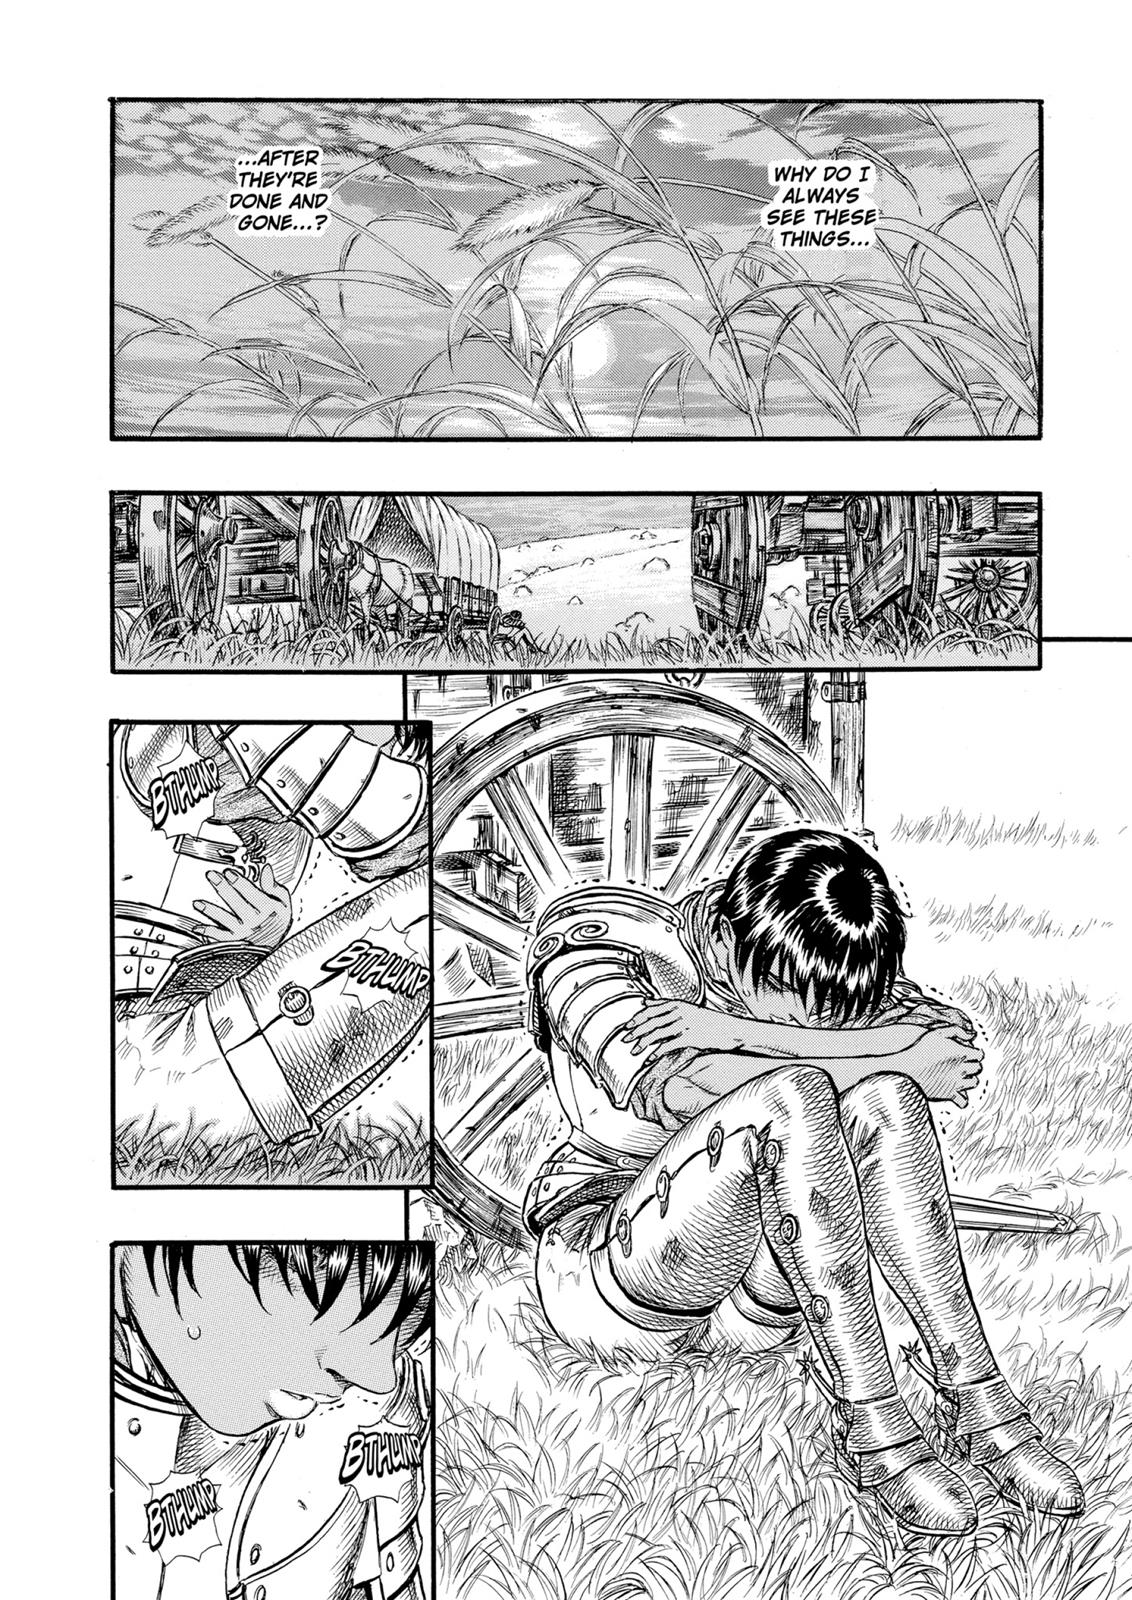 WHY DO I
ALWAYS
SEE THESE
THINGS...
...AFTER
THEY'RE
DONE AND
GONE...?
BTHUMP
BTHUMP
BTHUMP
BTHUMP